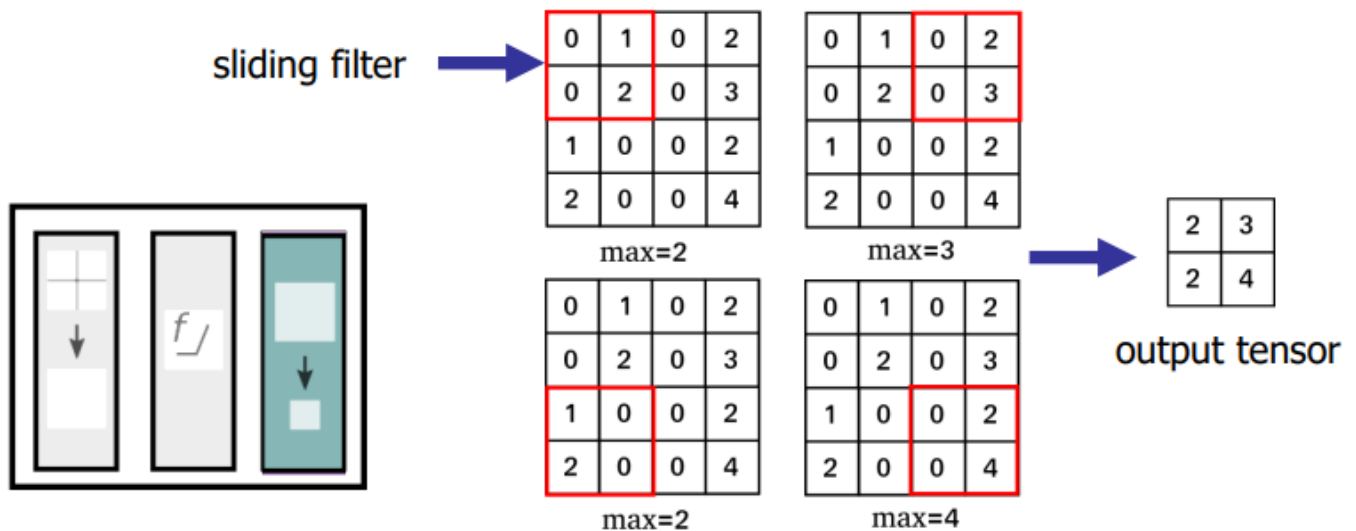 sliding filter
0 1 0 2
0 2 0 3
1 0 0 2
2 0 0 4
max=2
0 1 0 2
0 2 0 3
1 0 0 2
2 0 0 4
max=3
0 1 0 2
0 2 0 3
1 0 0 2
2 0 0 4
max=2
0 1 0 2
0 2 0 3
1 0 0 2
2 0 0 4
max=4
2 3
2 4
output tensor
f